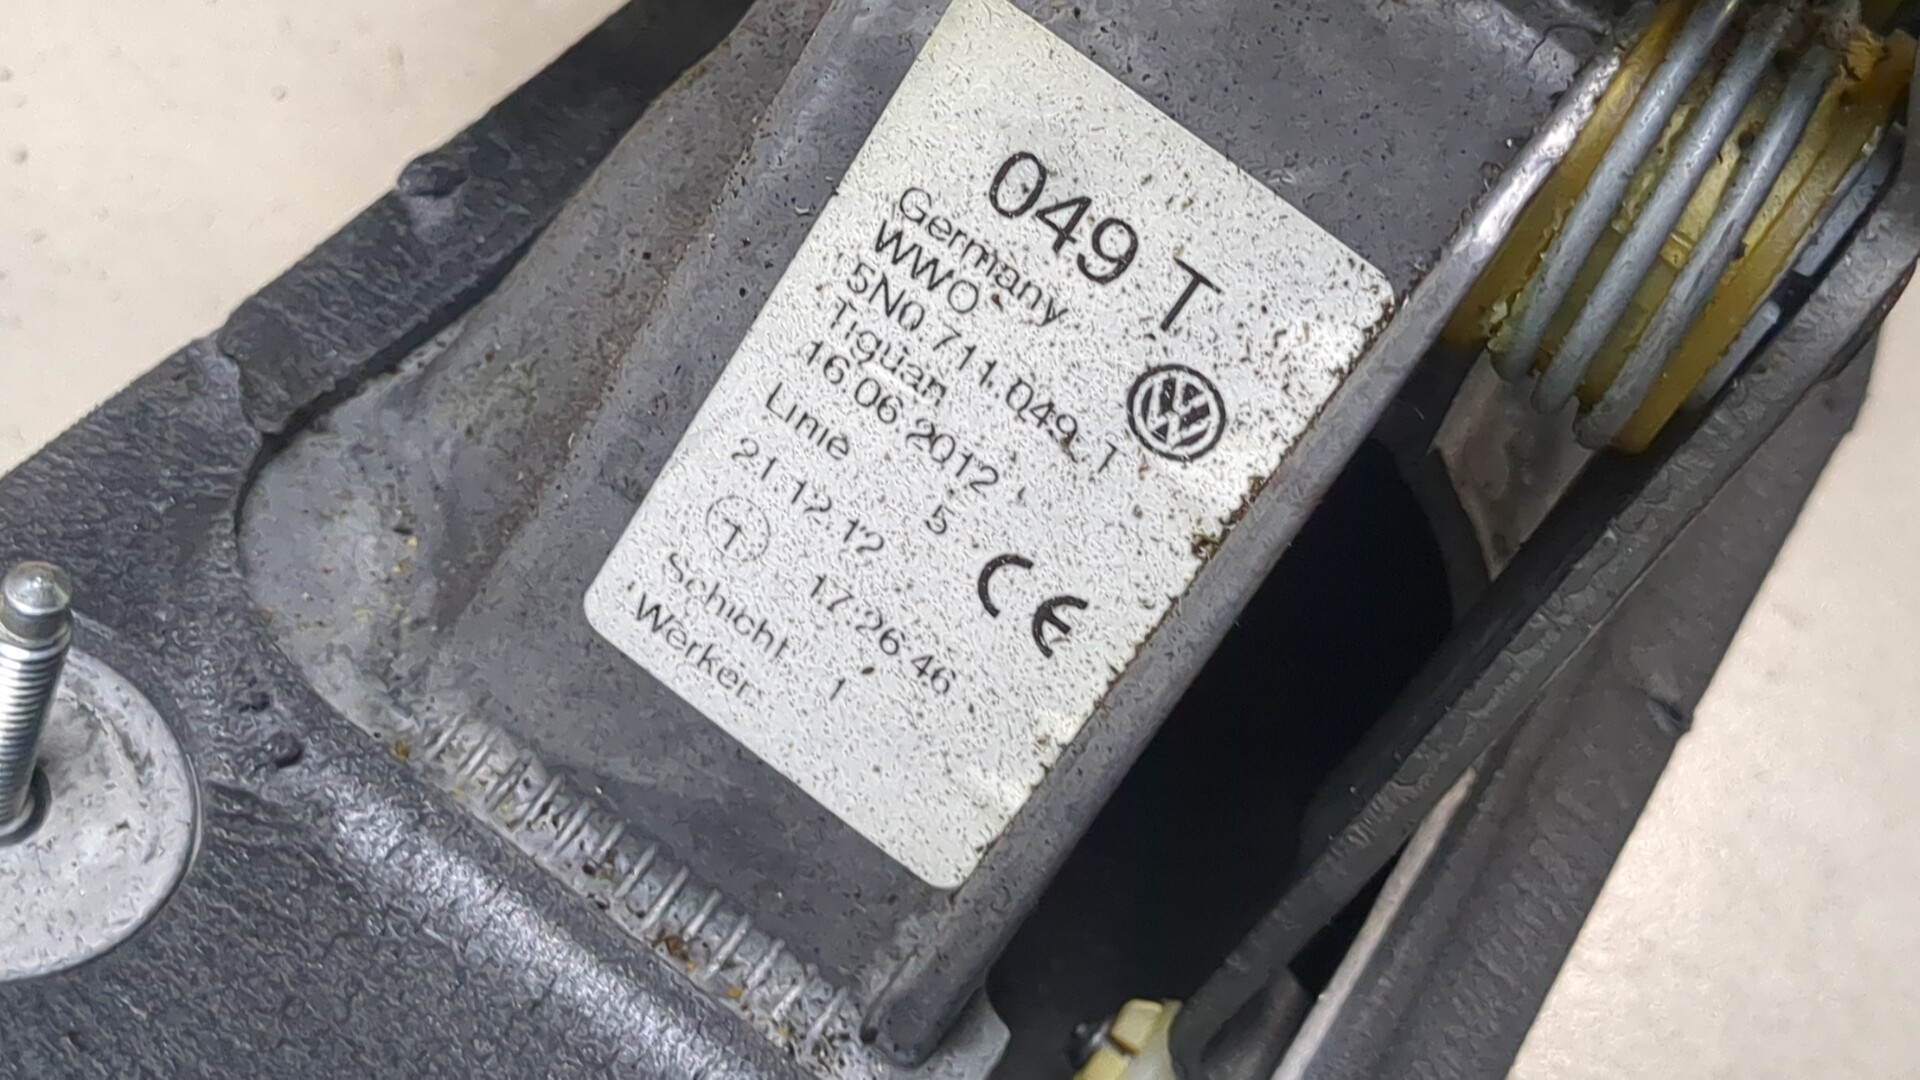 049 T
Germany
WWO
5N0.711.049 T
Tiguan
16.06.2012
Linie 5
21.12.12 17:26:46
T
CE
Schicht 1
Werker: